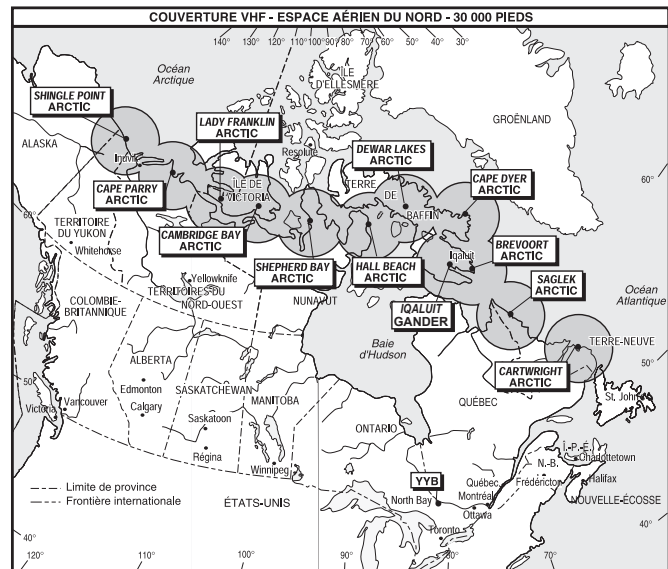 COUVERTURE VHF - ESPACE AÉRIEN DU NORD - 30 000 PIEDS
140° 130° 120° 110° 100° 90° 80° 70° 60° 50° 40° 30°
Océan
Arctique
ÎLE
D'ELLESMERE
SHINGLE POINT
ARCTIC
LADY FRANKLIN
ARCTIC
GROËNLAND
ALASKA
Inuvik
Resolute
DEWAR LAKES
ARCTIC
CAPE DYER
ARCTIC
60°
CAPE PARRY
ARCTIC
ÎLE DE
VICTORIA
TERRE
DE
BAFFIN
60°
TERRITOIRE
DU YUKON
Whitehorse
CAMBRIDGE BAY
ARCTIC
BREVOORT
ARCTIC
Iqaluit
SHEPHERD BAY
ARCTIC
HALL BEACH
ARCTIC
SAGLEK
ARCTIC
Yellowknife
TERRITOIRES DU
NORD-OUEST
NUNAVUT
IQALUIT
GANDER
Océan
Atlantique
COLOMBIE-
BRITANNIQUE
Baie
d'Hudson
TERRE-NEUVE
ALBERTA
CARTWRIGHT
ARCTIC
50°
50°
Edmonton
SASKATCHEWAN
MANITOBA
QUÉBEC
St. John's
Victoria
Vancouver
Calgary
Saskatoon
ONTARIO
Î.-P.-É.
Charlottetown
Régina
Winnipeg
YYB
Québec
N.-B.
Halifax
Limite de province
Frontière internationale
North Bay
Montréal
Frédéricton
NOUVELLE-ÉCOSSE
ÉTATS-UNIS
Ottawa
Toronto
40°
40°
120° 110° 100° 90° 80° 70°